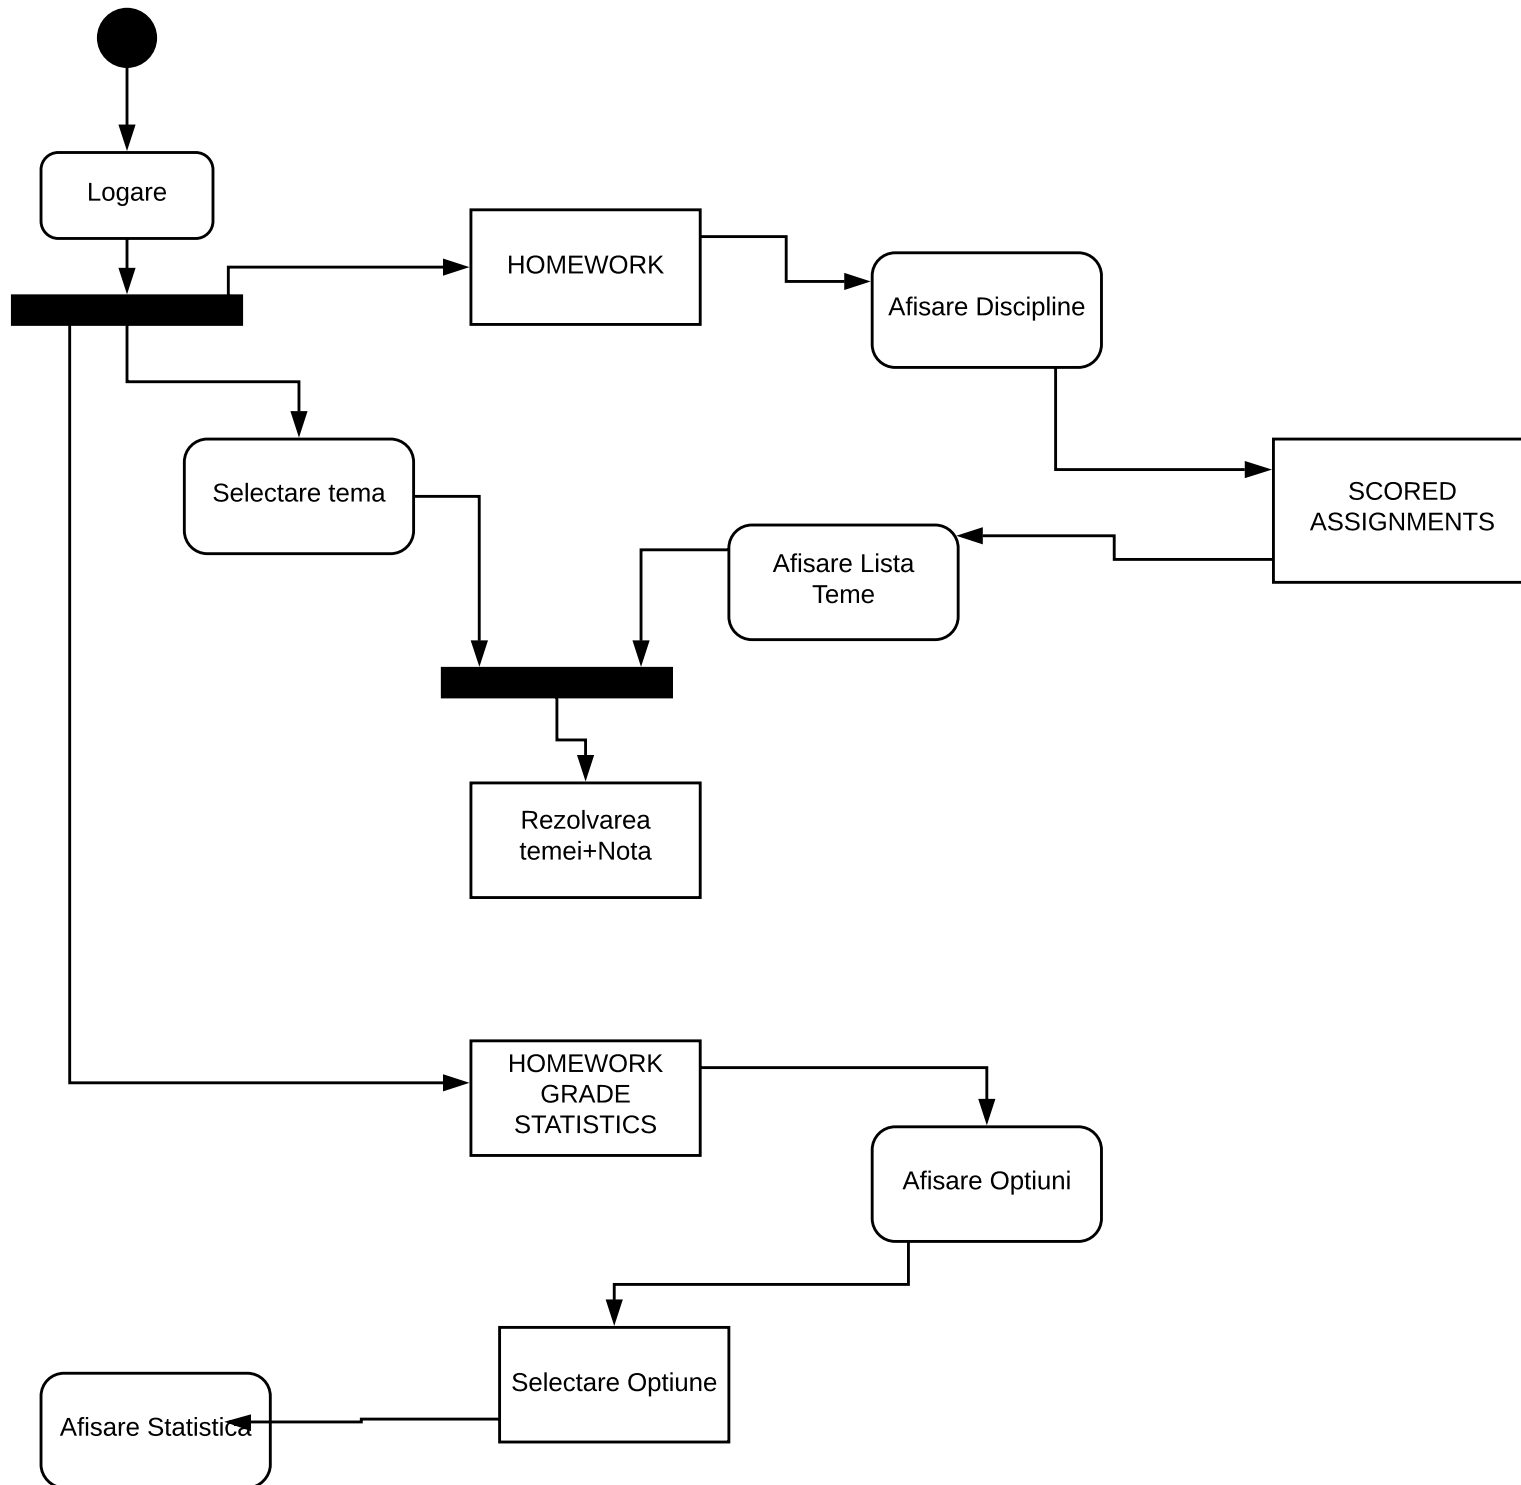 Logare
HOMEWORK
Afisare Discipline
Selectare tema
SCORED
ASSIGNMENTS
Afisare Lista
Teme
Rezolvarea
temei+Nota
HOMEWORK
GRADE
STATISTICS
Afisare Optiuni
Selectare Optiune
Afisare Statistica